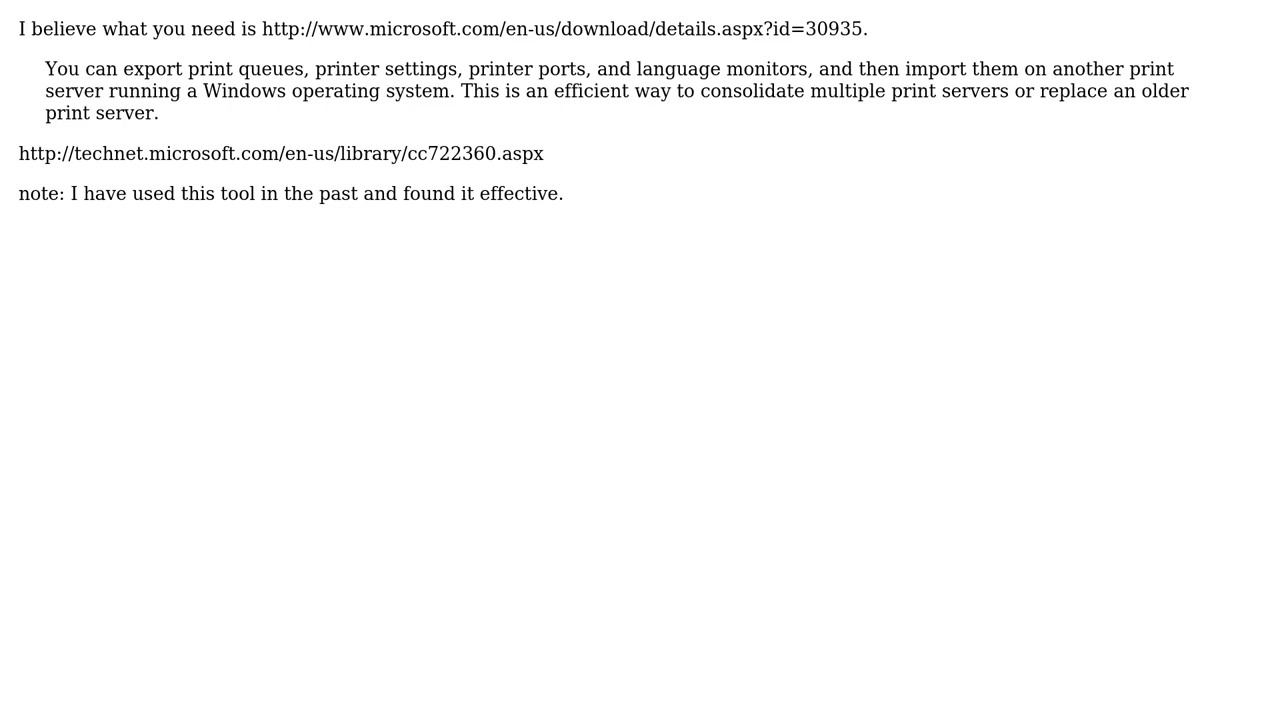 I believe what you need is http://www.microsoft.com/en-us/download/details.aspx?id=30935.
You can export print queues, printer settings, printer ports, and language monitors, and then import them on another print
server running a Windows operating system. This is an efficient way to consolidate multiple print servers or replace an older
print server.
http://technet.microsoft.com/en-us/library/cc722360.aspx
note: I have used this tool in the past and found it effective.